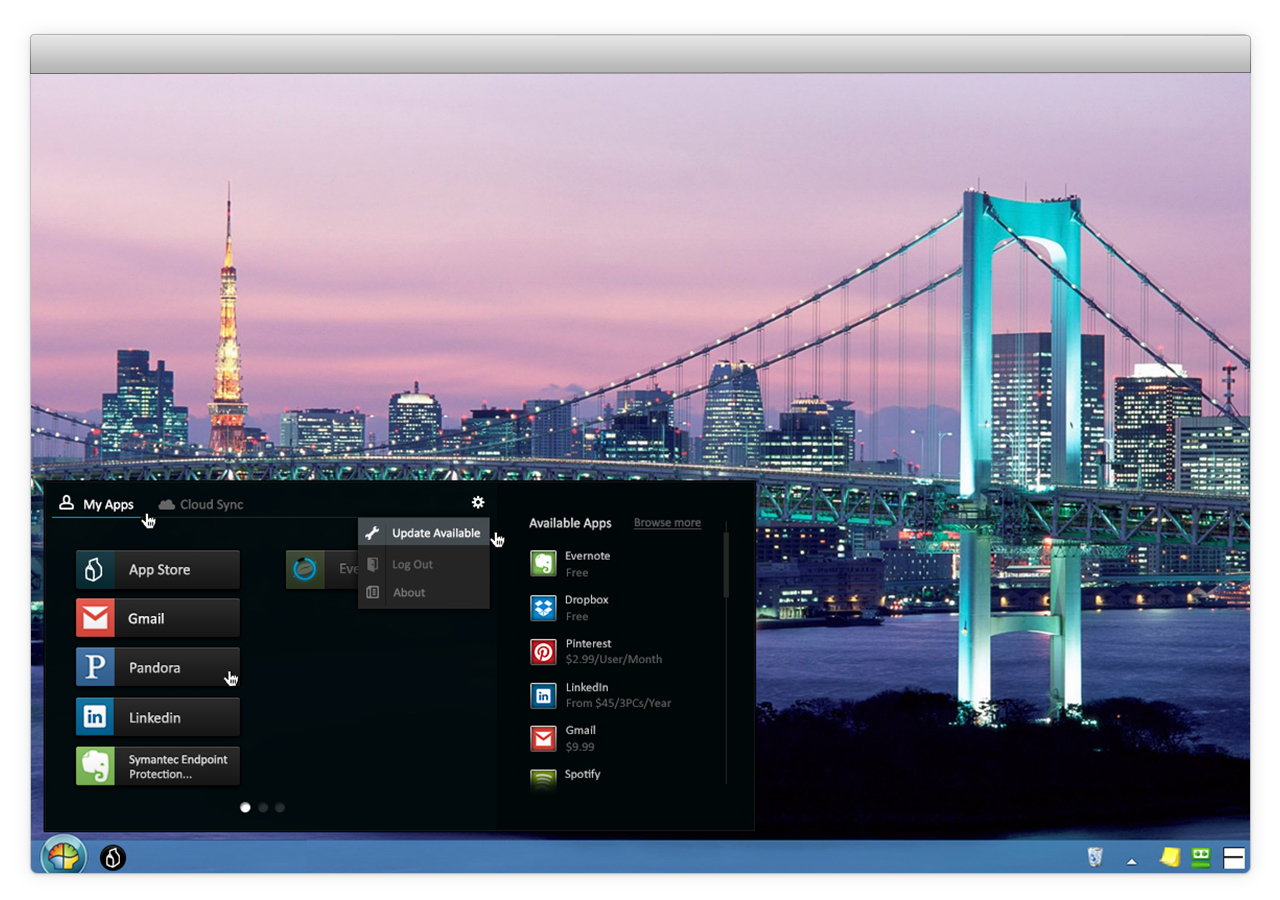 My Apps
Cloud Sync
Update Available
Log Out
About
App Store
Eve
Gmail
Pandora
Linkedin
Symantec Endpoint
Protection...
Available Apps
Browse more
Evernote
Free
Dropbox
Free
Pinterest
$2.99/User/Month
LinkedIn
From $45/3PCs/Year
Gmail
$9.99
Spotify